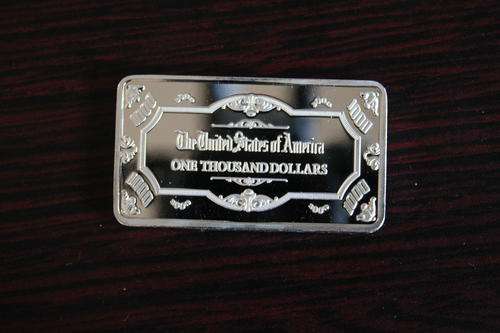 1000 1000
The United States of America
ONE THOUSAND DOLLARS
1000 1000